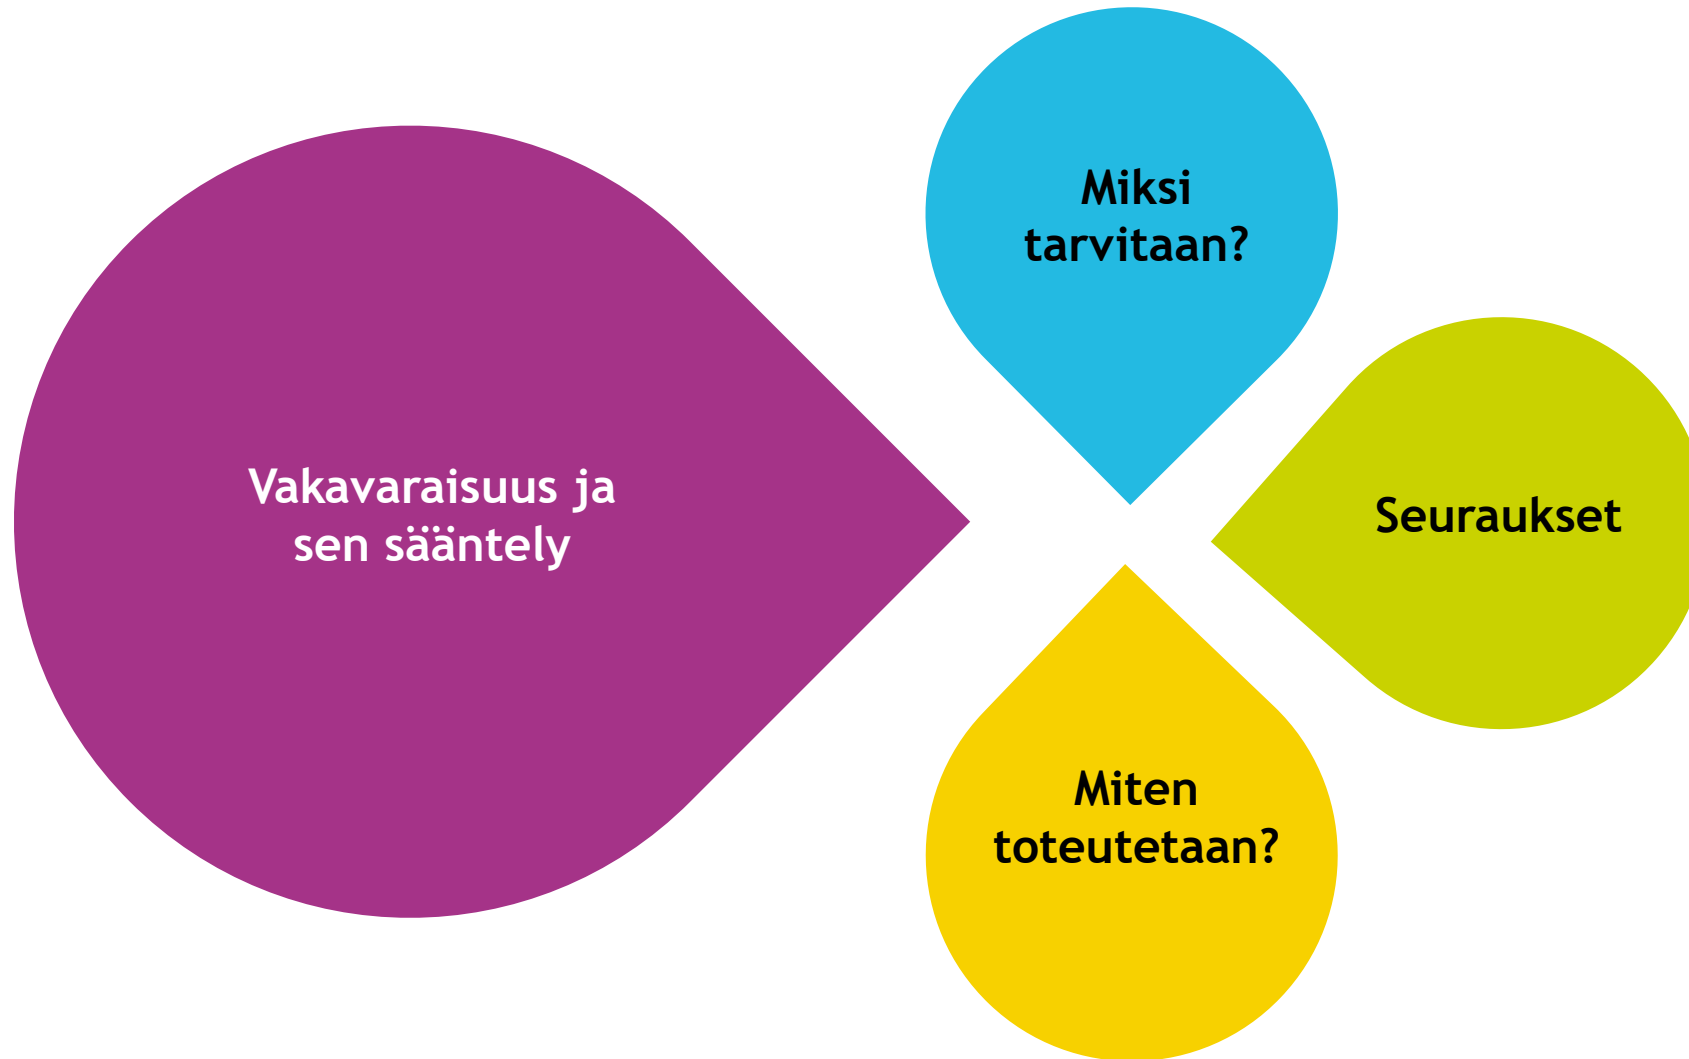 Vakavaraisuus ja
sen sääntely
Miksi
tarvitaan?
Seuraukset
Miten
toteutetaan?